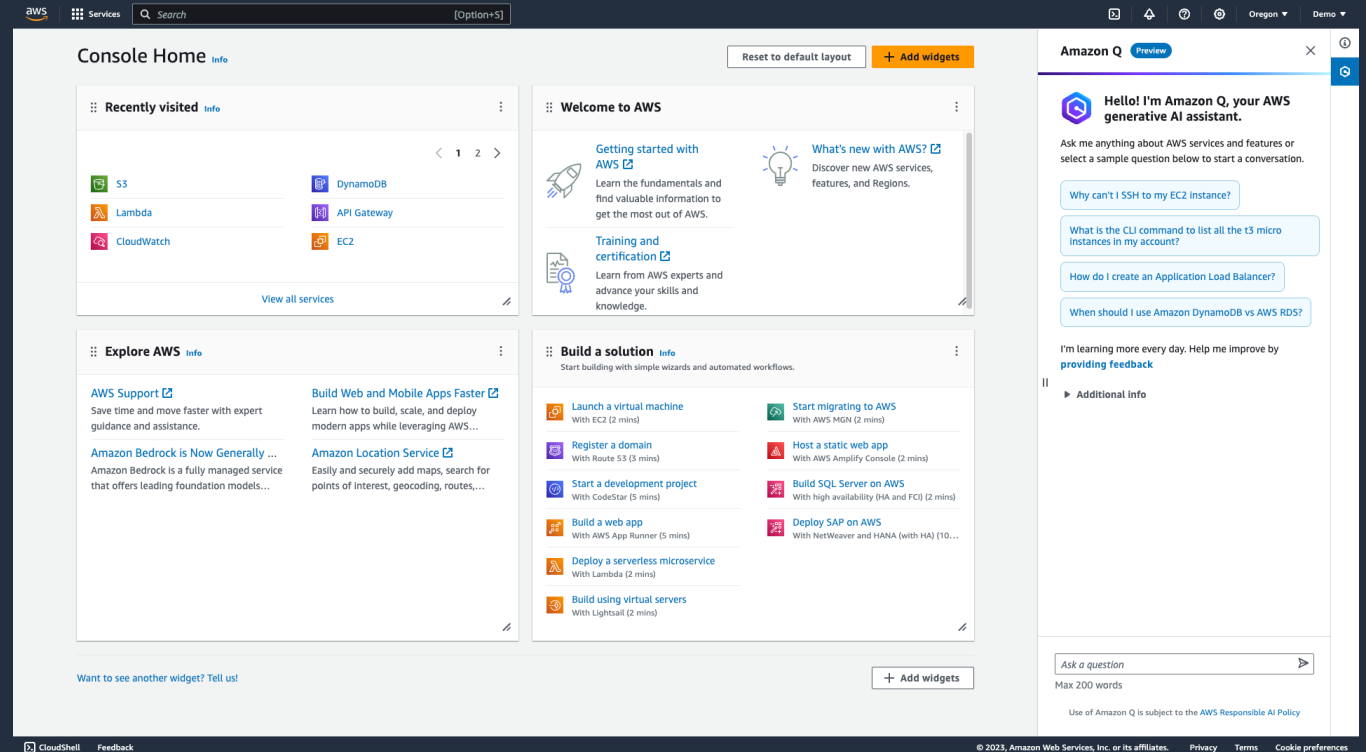 aws
Services
Search
[Option+S]
Oregon
Demo
Console Home Info
Reset to default layout
Add widgets
Recently visited Info
1 2
S3
DynamoDB
Lambda
API Gateway
CloudWatch
EC2
View all services
Welcome to AWS
Getting started with
AWS
Learn the fundamentals and
find valuable information to
get the most out of AWS.
What's new with AWS?
Discover new AWS services,
features, and Regions.
Training and
certification
Learn from AWS experts and
advance your skills and
knowledge.
Explore AWS Info
AWS Support
Save time and move faster with expert
guidance and assistance.
Build Web and Mobile Apps Faster
Learn how to build, scale, and deploy
modern apps while leveraging AWS...
Amazon Bedrock is Now Generally ...
Amazon Bedrock is a fully managed service
that offers leading foundation models...
Amazon Location Service
Easily and securely add maps, search for
points of interest, geocoding, routes,...
Build a solution Info
Start building with simple wizards and automated workflows.
Launch a virtual machine
With EC2 (2 mins)
Start migrating to AWS
With AWS MGN (2 mins)
Register a domain
With Route 53 (3 mins)
Host a static web app
With AWS Amplify Console (2 mins)
Start a development project
With CodeStar (5 mins)
Build SQL Server on AWS
With high availability (HA and FCI) (2 mins)
Build a web app
With AWS App Runner (5 mins)
Deploy SAP on AWS
With NetWeaver and HANA (with HA) (10...
Deploy a serverless microservice
With Lambda (2 mins)
Build using virtual servers
With Lightsail (2 mins)
Want to see another widget? Tell us!
Add widgets
Amazon Q Preview
Hello! I'm Amazon Q, your AWS
generative AI assistant.
Ask me anything about AWS services and features or
select a sample question below to start a conversation.
Why can't I SSH to my EC2 instance?
What is the CLI command to list all the t3 micro
instances in my account?
How do I create an Application Load Balancer?
When should I use Amazon DynamoDB vs AWS RDS?
I'm learning more every day. Help me improve by
providing feedback
Additional info
Ask a question
Max 200 words
Use of Amazon Q is subject to the AWS Responsible AI Policy
CloudShell
Feedback
© 2023, Amazon Web Services, Inc. or its affiliates.
Privacy
Terms
Cookie preferences